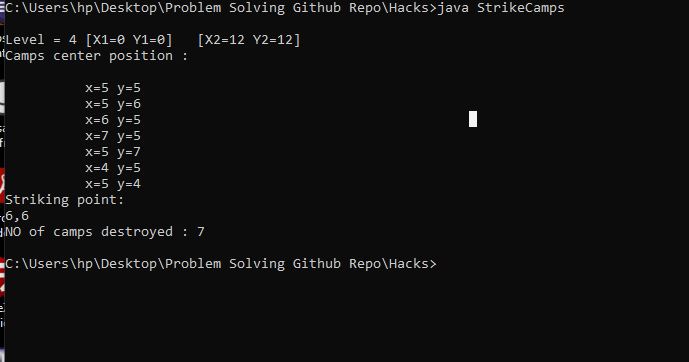 C:\Users\hp\Desktop\Problem Solving Github Repo\Hacks>java StrikeCamps
Level = 4 [X1=0 Y1=0]   [X2=12 Y2=12]
Camps center position :
x=5 y=5
x=5 y=6
x=6 y=5
x=7 y=5
x=5 y=7
x=4 y=5
x=5 y=4
Striking point:
6,6
NO of camps destroyed : 7
C:\Users\hp\Desktop\Problem Solving Github Repo\Hacks>